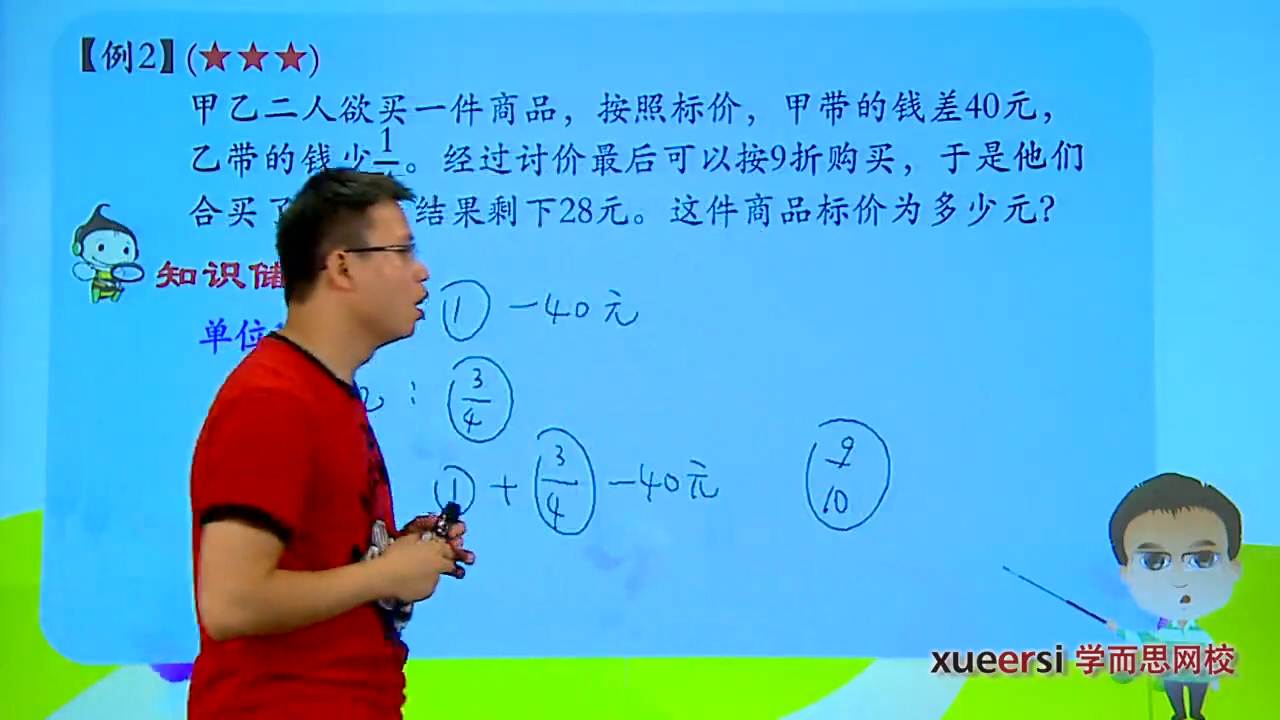 【例2】(★★★)
甲乙二人欲买一件商品，按照标价，甲带的钱差40元，
乙带的钱少1。经过讨价最后可以按9折购买，于是他们
合买了 结果剩下28元。这件商品标价为多少元？
知识储
单位
① -40元
: 3/4
① + 3/4 -40元
9/10
xueersi 学而思网校